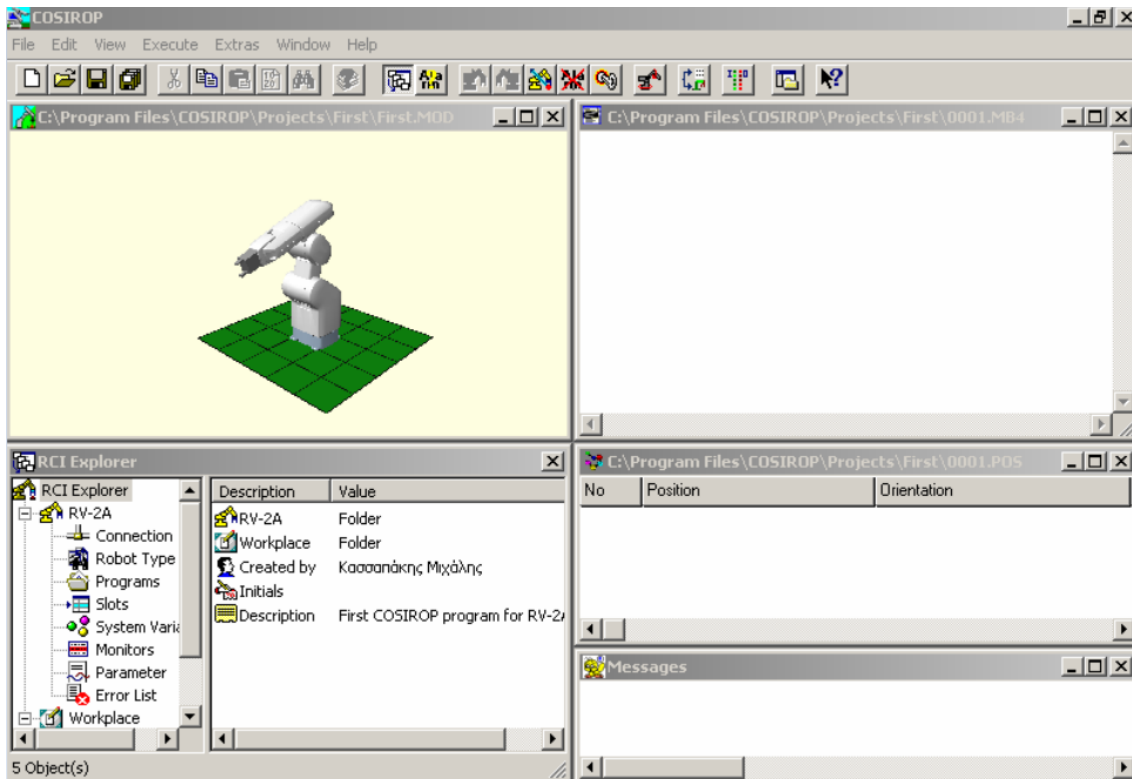 COSIROP
File Edit View Execute Extras Window Help
C:\Program Files\COSIROP\Projects\First\First.MOD
C:\Program Files\COSIROP\Projects\First\0001.MB4
RCI Explorer
RCI Explorer
RV-2A
Connection
Robot Type
Programs
Slots
System Varia
Monitors
Parameter
Error List
Workplace
Description Value
RV-2A Folder
Workplace Folder
Created by Κασσαπάκης Μιχάλης
Initials
Description First COSIROP program for RV-2A
5 Object(s)
C:\Program Files\COSIROP\Projects\First\0001.POS
No Position Orientation
Messages